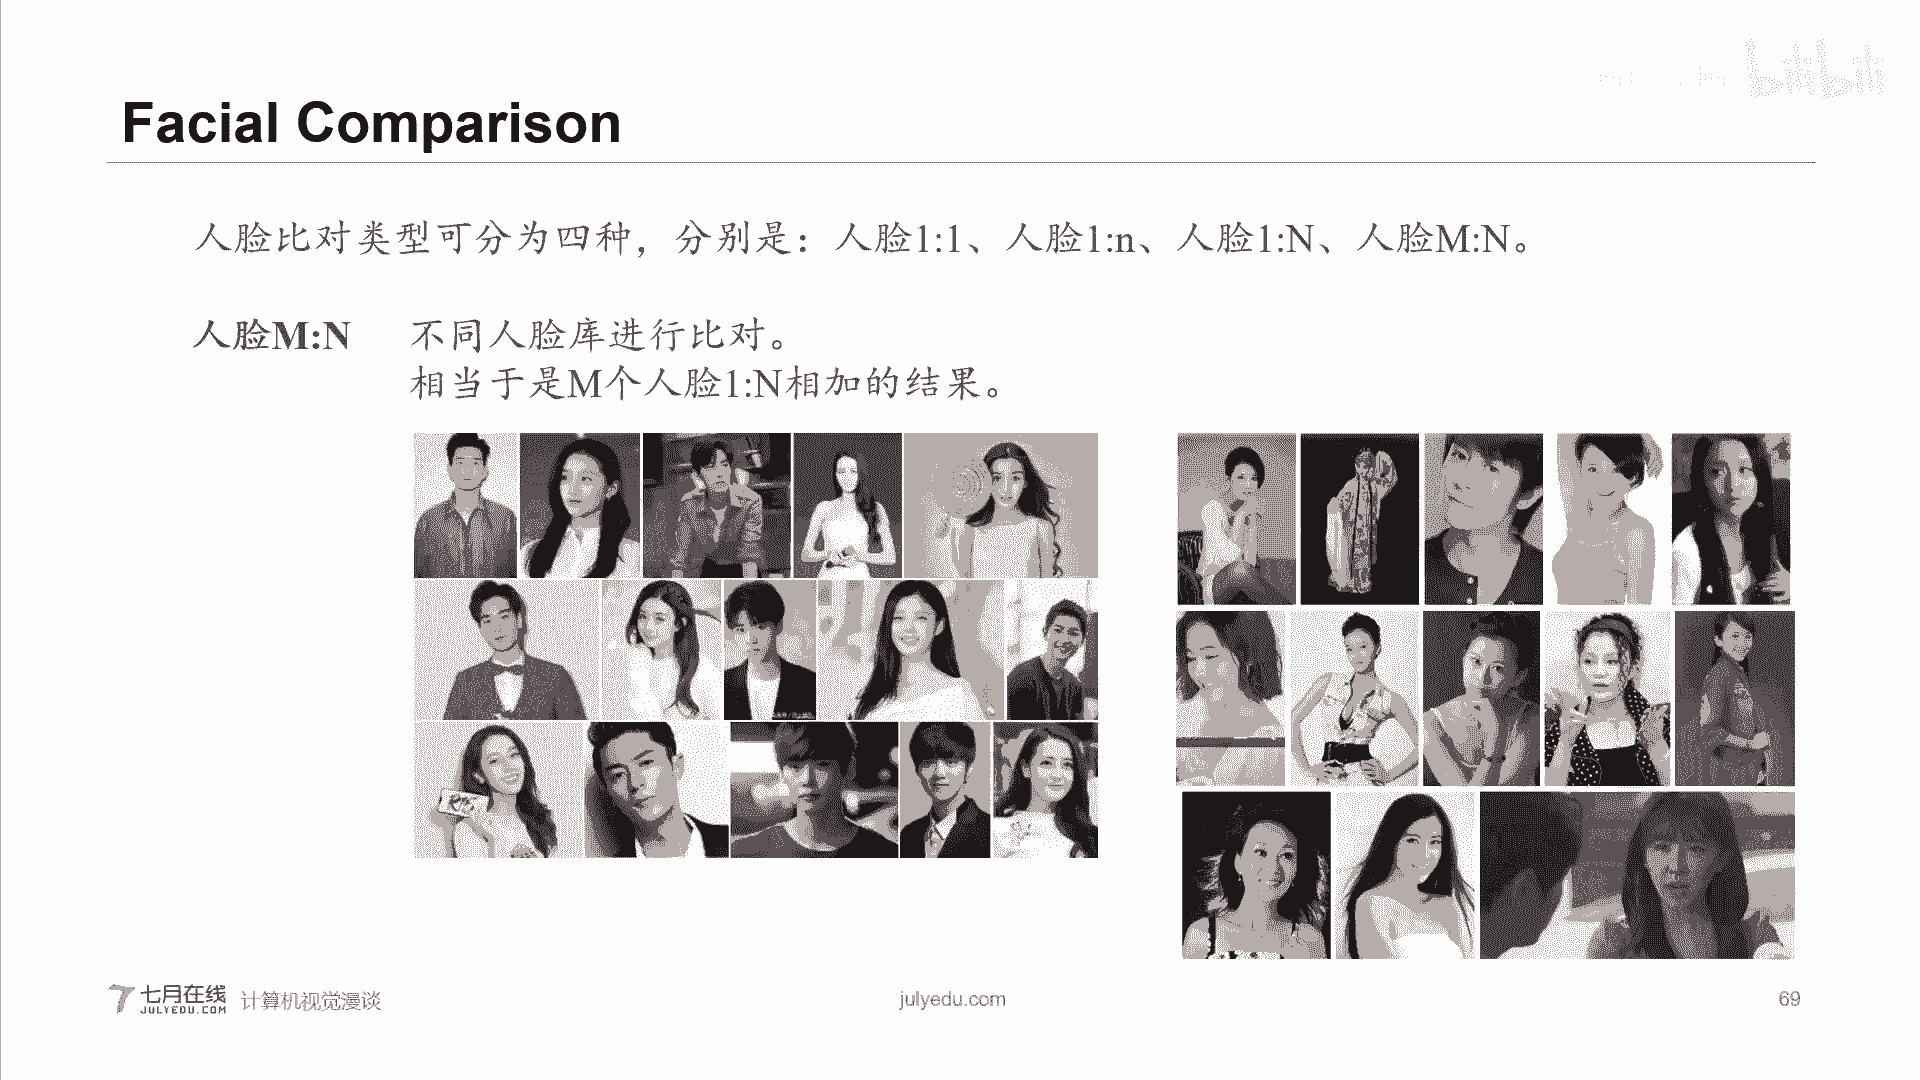 bilibili
Facial Comparison
人脸比对类型可分为四种，分别是：人脸1:1、人脸1:n、人脸1:N、人脸M:N。
人脸M:N 不同人脸库进行比对。
相当于是M个人脸1:N相加的结果。
七月在线
JULYEDU.COM
计算机视觉漫谈
julyedu.com
69